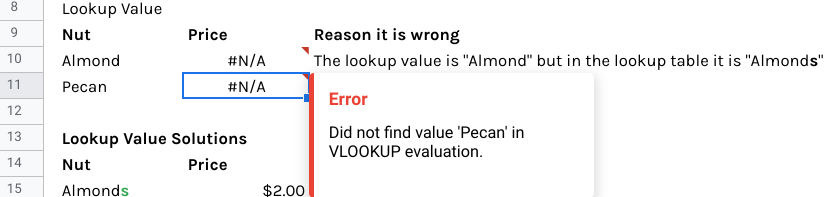 8 Lookup Value
9 Nut Price Reason it is wrong
10 Almond #N/A The lookup value is "Almond" but in the lookup table it is "Almonds"
11 Pecan #N/A
Error
12
Did not find value 'Pecan' in
13 Lookup Value Solutions
VLOOKUP evaluation.
14 Nut Price
15 Almonds $2.00